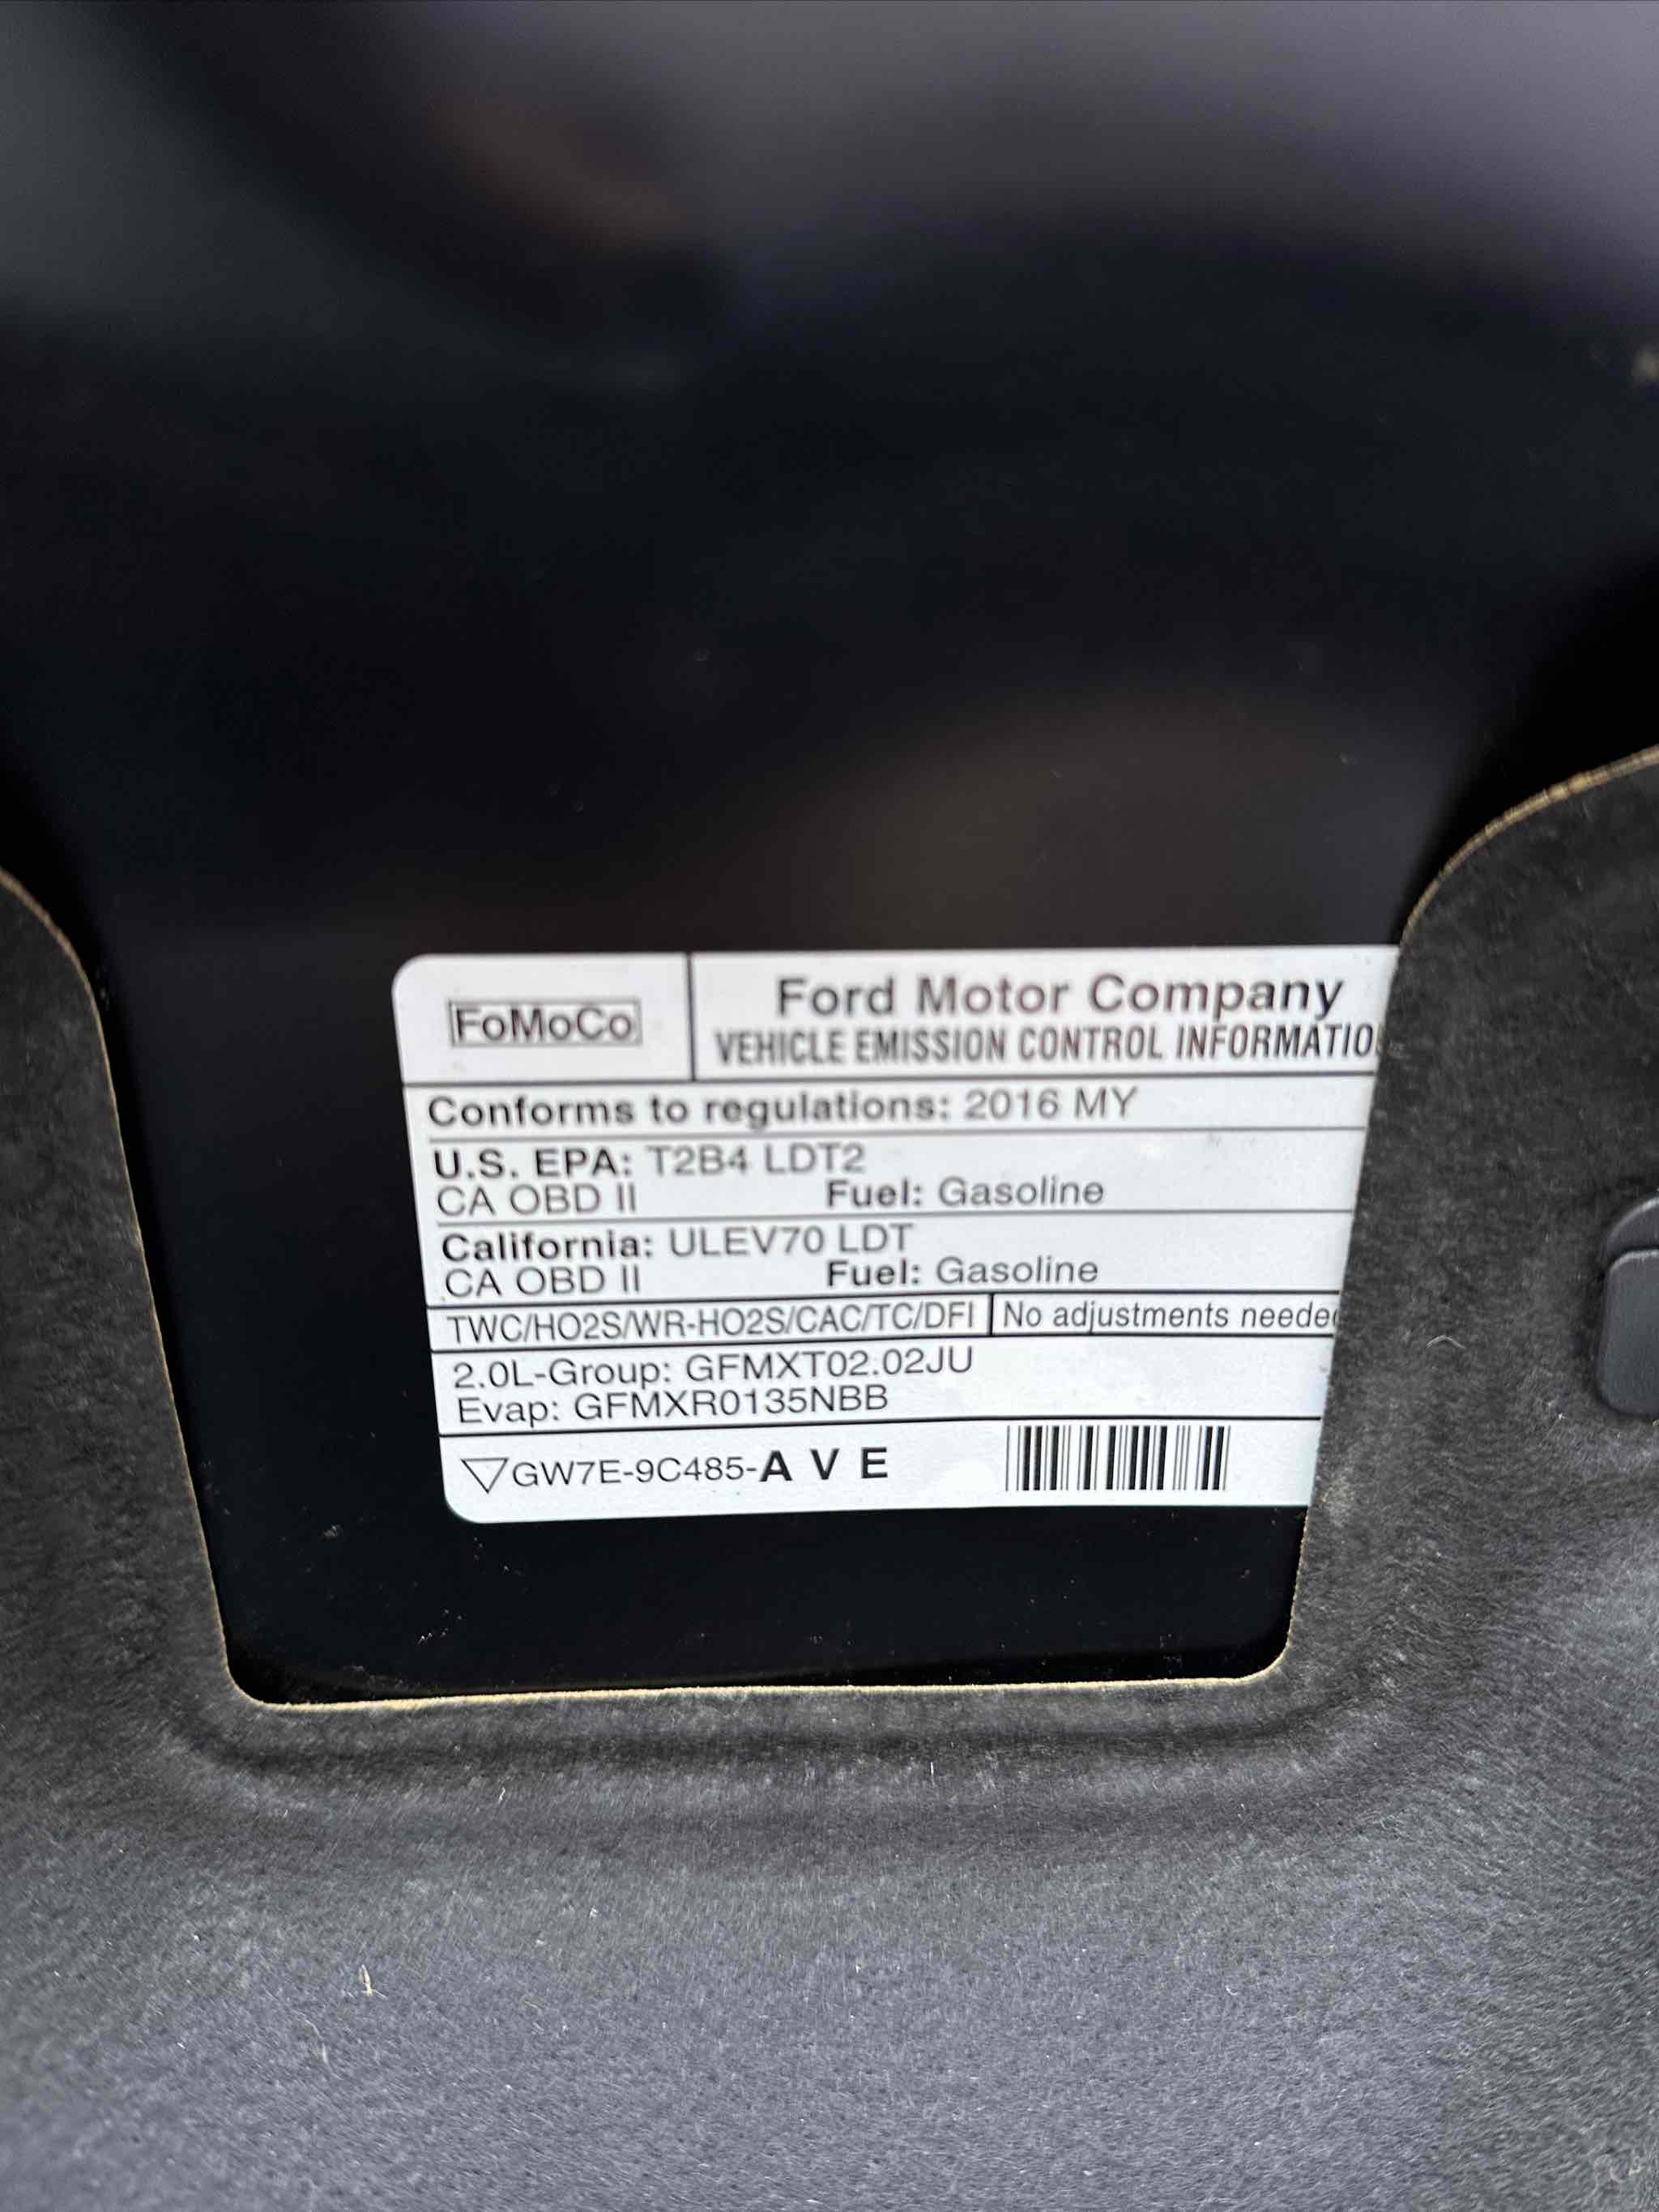 FoMoCo
Ford Motor Company
VEHICLE EMISSION CONTROL INFORMATIO
Conforms to regulations: 2016 MY
U.S. EPA: T2B4 LDT2
CA OBD II Fuel: Gasoline
California: ULEV70 LDT
CA OBD II Fuel: Gasoline
TWC/HO2S/WR-HO2S/CAC/TC/DFI No adjustments neede
2.0L-Group: GFMXT02.02JU
Evap: GFMXR0135NBB
GW7E-9C485-A V E